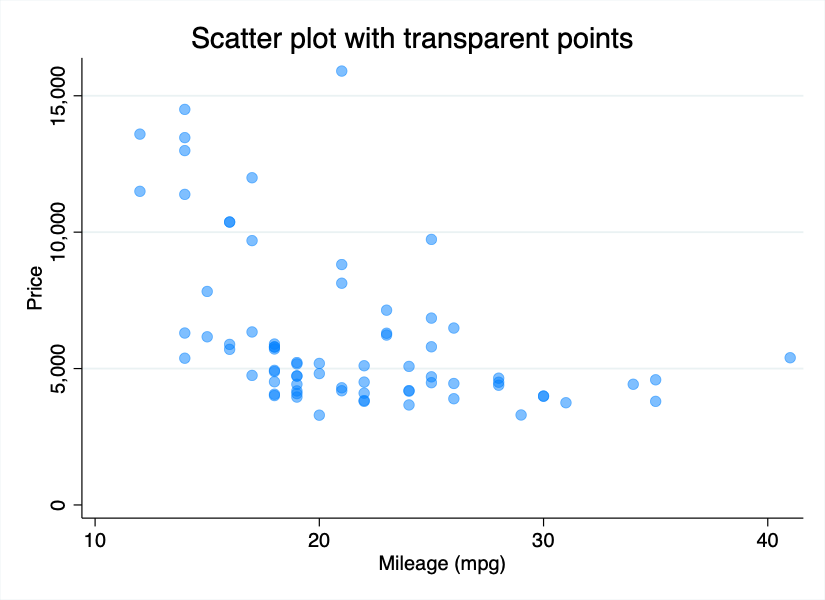 Scatter plot with transparent points
Price
15,000
10,000
5,000
0
10 20 30 40
Mileage (mpg)